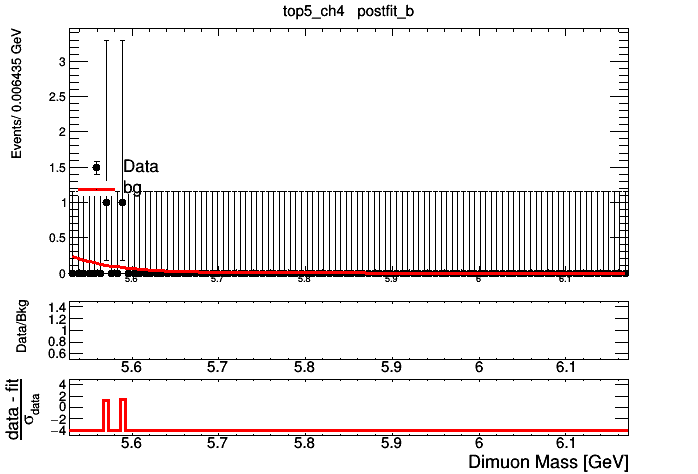 top5_ch4 postfit_b
Events/ 0.006435 GeV
3
2.5
2
1.5
1
0.5
0
Data
bg
5.6 5.7 5.8 5.9 6 6.1
Data/Bkg
1.4
1.2
1
0.8
0.6
5.6 5.7 5.8 5.9 6 6.1
data - fit
σdata
4
2
0
−2
−4
5.6 5.7 5.8 5.9 6 6.1
Dimuon Mass [GeV]